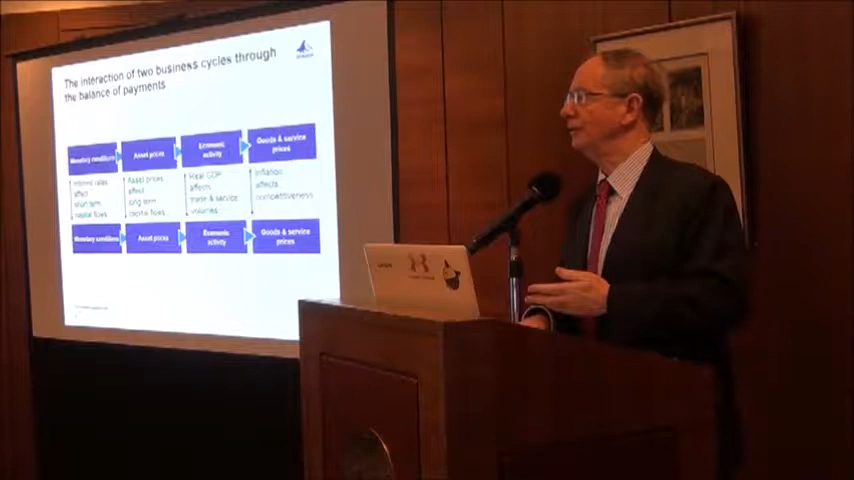 The interaction of two business cycles through
the balance of payments
Monetary conditions
Asset prices
Economic
activity
Goods & service
prices
Interest rates
affect
short term
capital flows
Asset prices
affect
long term
capital flows
Real GDP
affects
trade & service
volumes
Inflation
affects
competitiveness
Monetary conditions
Asset prices
Economic
activity
Goods & service
prices